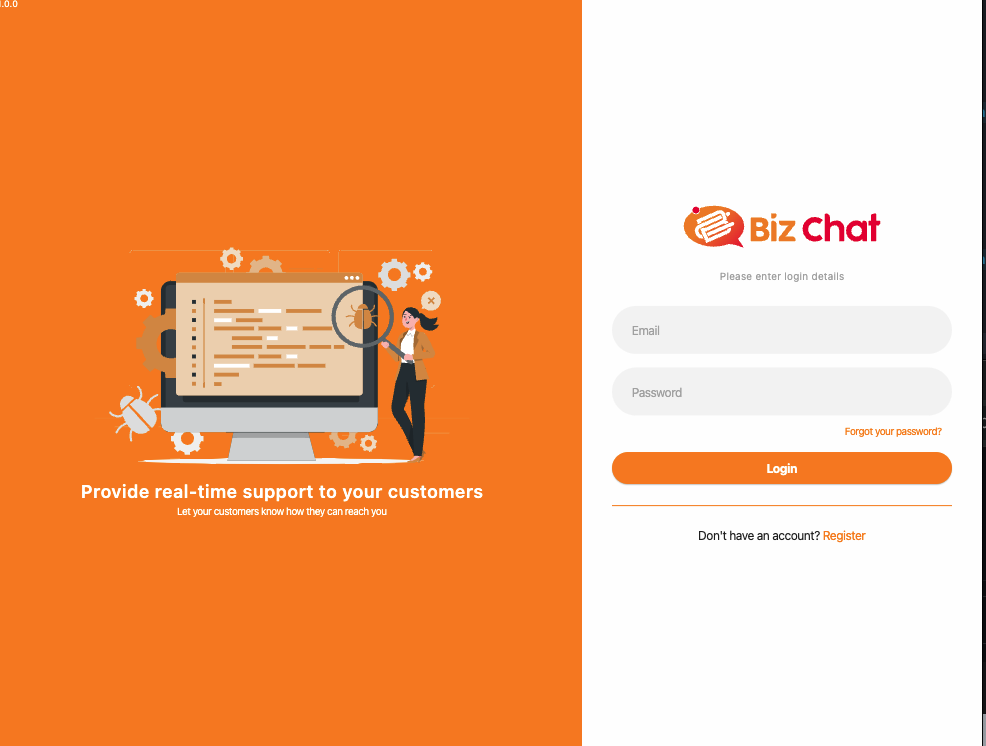 1.0.0
Provide real-time support to your customers
Let your customers know how they can reach you
Biz Chat
Please enter login details
Email
Password
Forgot your password?
Login
Don't have an account? Register